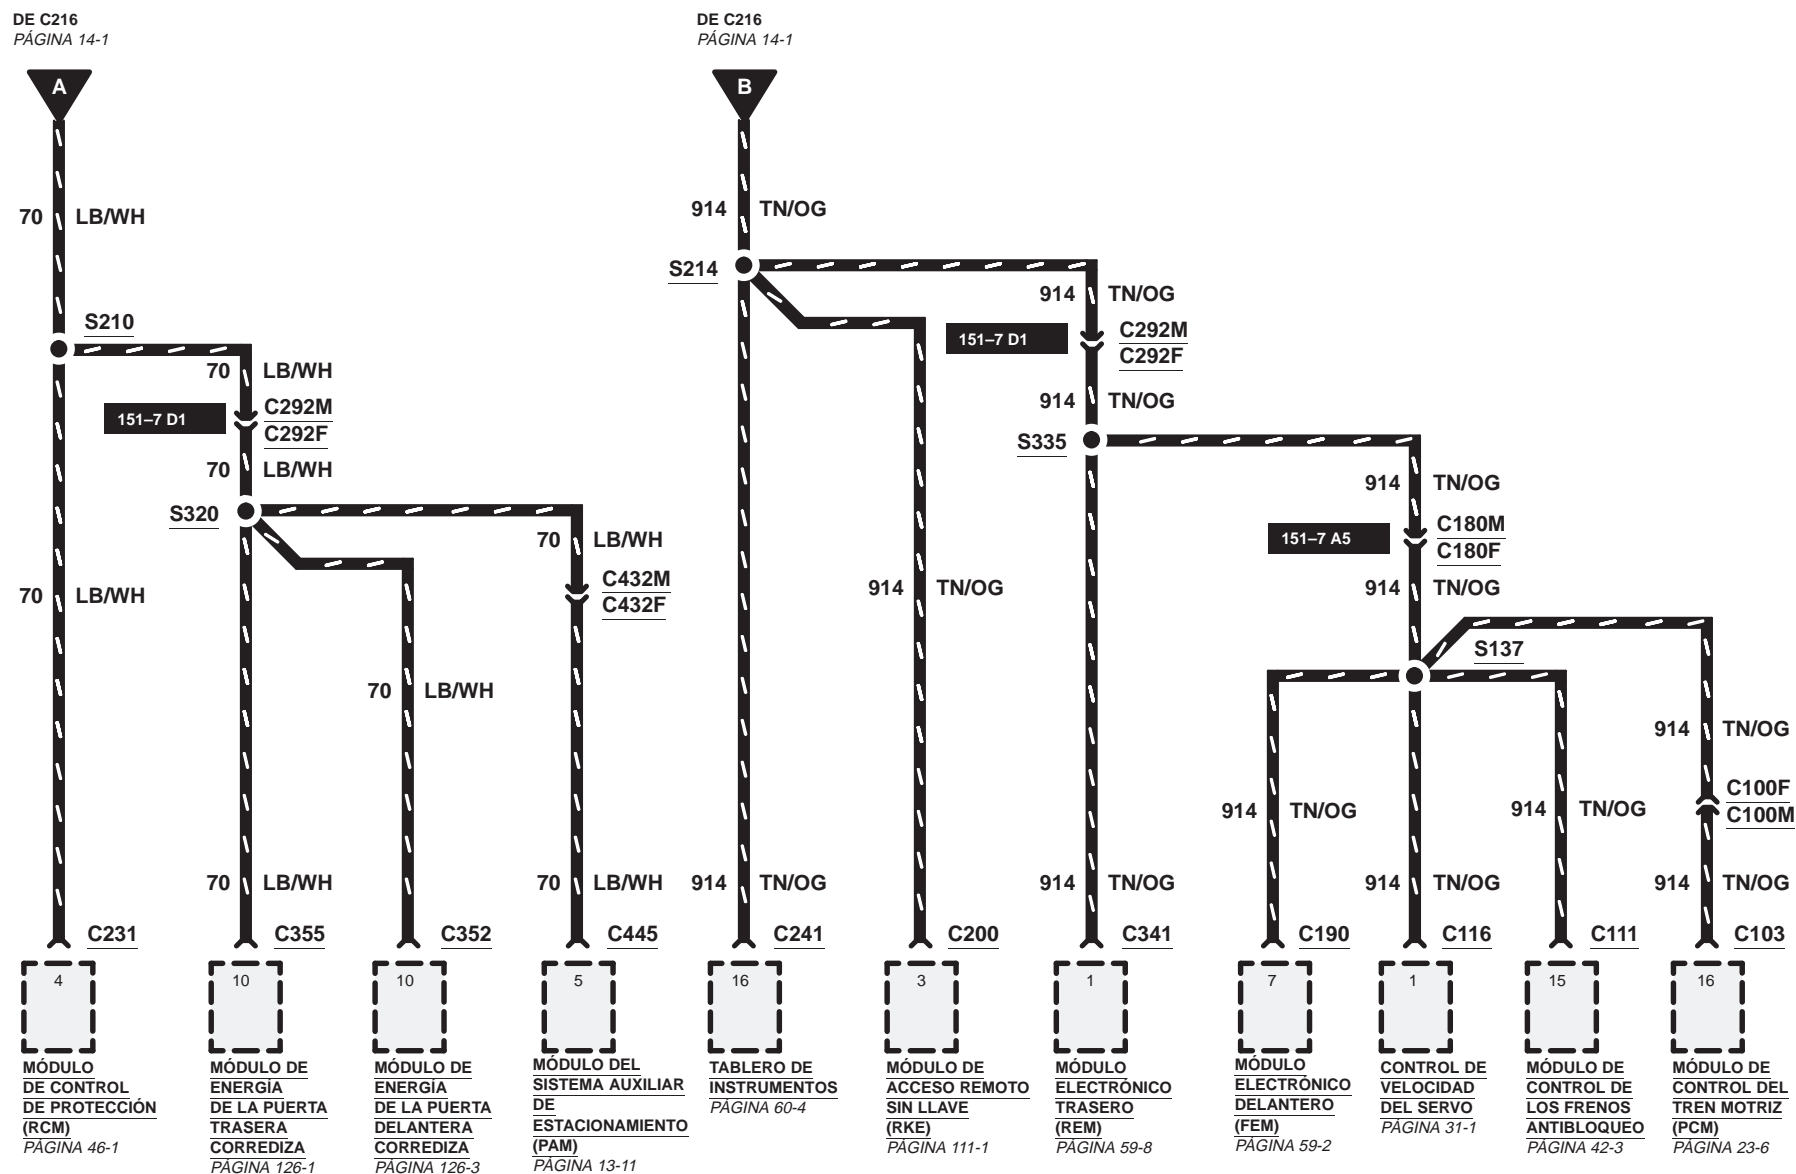 DE C216
PÁGINA 14-1
DE C216
PÁGINA 14-1
A
B
70 LB/WH
914 TN/OG
S210
S214
914 TN/OG
70 LB/WH
151–7 D1
C292M
C292F
151–7 D1
C292M
C292F
914 TN/OG
70 LB/WH
S335
S320
914 TN/OG
70 LB/WH
151–7 A5
C180M
C180F
C432M
C432F
70 LB/WH
914 TN/OG
914 TN/OG
S137
70 LB/WH
914 TN/OG
C100F
C100M
914 TN/OG
914 TN/OG
70 LB/WH
70 LB/WH
914 TN/OG
914 TN/OG
914 TN/OG
914 TN/OG
C231
C355
C352
C445
C241
C200
C341
C190
C116
C111
C103
4
10
10
5
16
3
1
7
1
15
16
MÓDULO
DE CONTROL
DE PROTECCIÓN
(RCM)
PÁGINA 46-1
MÓDULO DE
ENERGÍA
DE LA PUERTA
TRASERA
CORREDIZA
PÁGINA 126-1
MÓDULO DE
ENERGÍA
DE LA PUERTA
DELANTERA
CORREDIZA
PÁGINA 126-3
MÓDULO DEL
SISTEMA AUXILIAR
DE
ESTACIONAMIENTO
(PAM)
PÁGINA 13-11
TABLERO DE
INSTRUMENTOS
PÁGINA 60-4
MÓDULO DE
ACCESO REMOTO
SIN LLAVE
(RKE)
PÁGINA 111-1
MÓDULO
ELECTRÓNICO
TRASERO
(REM)
PÁGINA 59-8
MÓDULO
ELECTRÓNICO
DELANTERO
(FEM)
PÁGINA 59-2
CONTROL DE
VELOCIDAD
DEL SERVO
PÁGINA 31-1
MÓDULO DE
CONTROL DE
LOS FRENOS
ANTIBLOQUEO
PÁGINA 42-3
MÓDULO DE
CONTROL DEL
TREN MOTRIZ
(PCM)
PÁGINA 23-6